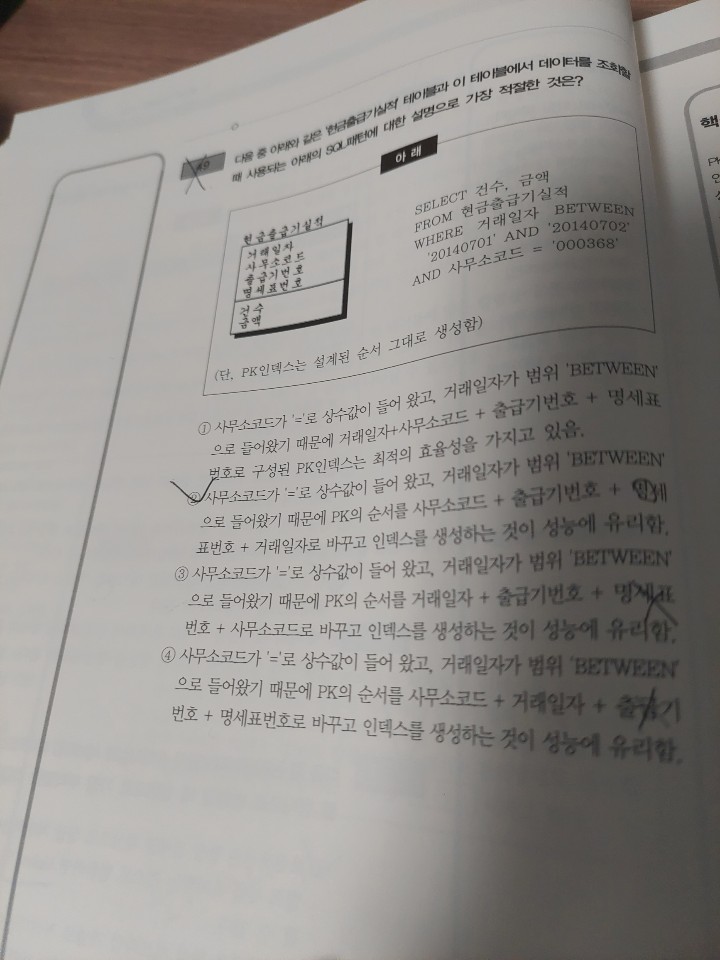 49
다음 중 아래와 같은 '현금출급기실적' 테이블과 이 테이블에서 데이터를 조회할
때 사용되는 아래의 SQL패턴에 대한 설명으로 가장 적절한 것은?
아 래
현금출급기실적
거래일자
사무소코드
출급기번호
명세표번호
건수
금액
SELECT 건수, 금액
FROM 현금출급기실적
WHERE 거래일자 BETWEEN
'20140701' AND '20140702'
AND 사무소코드 = '000368'
(단, PK인덱스는 설계된 순서 그대로 생성함)
① 사무소코드가 '='로 상수값이 들어 왔고, 거래일자가 범위 'BETWEEN'
으로 들어왔기 때문에 거래일자+사무소코드 + 출급기번호 + 명세표
번호로 구성된 PK인덱스는 최적의 효율성을 가지고 있음.
② 사무소코드가 '='로 상수값이 들어 왔고, 거래일자가 범위 'BETWEEN'
으로 들어왔기 때문에 PK의 순서를 사무소코드 + 출급기번호 + 명세
표번호 + 거래일자로 바꾸고 인덱스를 생성하는 것이 성능에 유리함.
③ 사무소코드가 '='로 상수값이 들어 왔고, 거래일자가 범위 'BETWEEN'
으로 들어왔기 때문에 PK의 순서를 거래일자 + 출급기번호 + 명세표
번호 + 사무소코드로 바꾸고 인덱스를 생성하는 것이 성능에 유리함.
④ 사무소코드가 '='로 상수값이 들어 왔고, 거래일자가 범위 'BETWEEN'
으로 들어왔기 때문에 PK의 순서를 사무소코드 + 거래일자 + 출급기
번호 + 명세표번호로 바꾸고 인덱스를 생성하는 것이 성능에 유리함.
핵